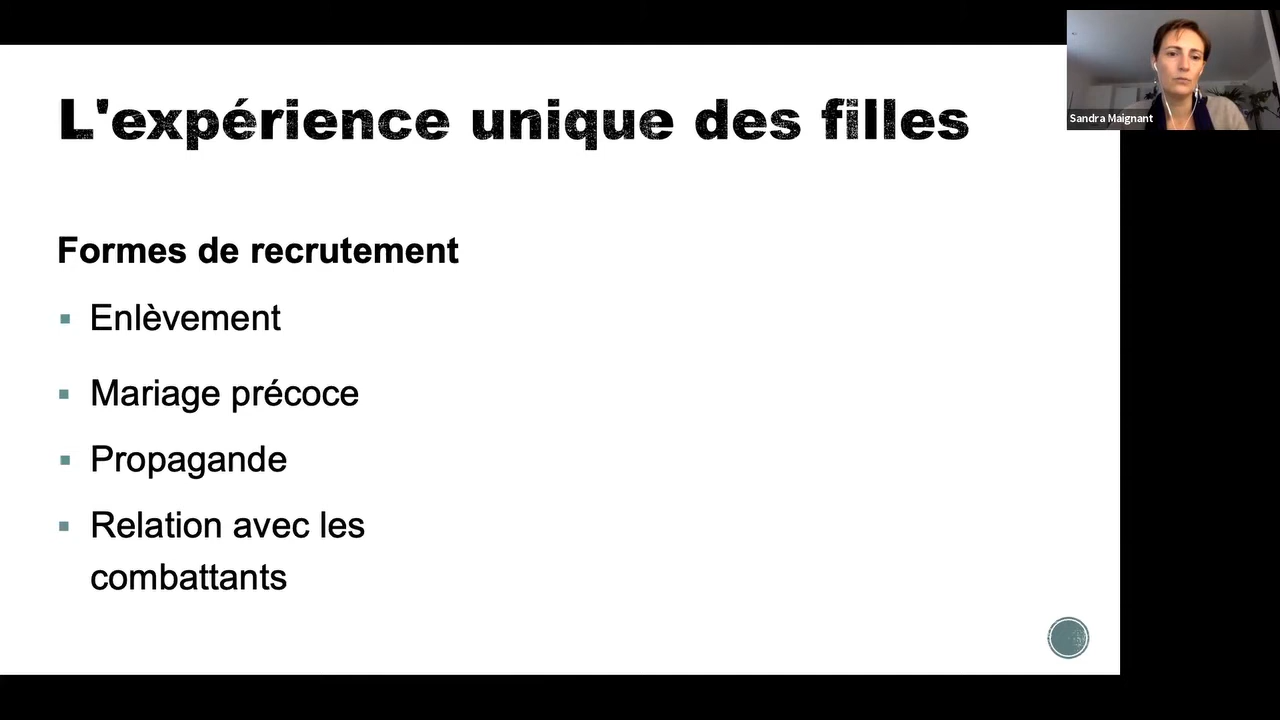 L'expérience unique des filles
Sandra Maignant
Formes de recrutement
Enlèvement
Mariage précoce
Propagande
Relation avec les
combattants